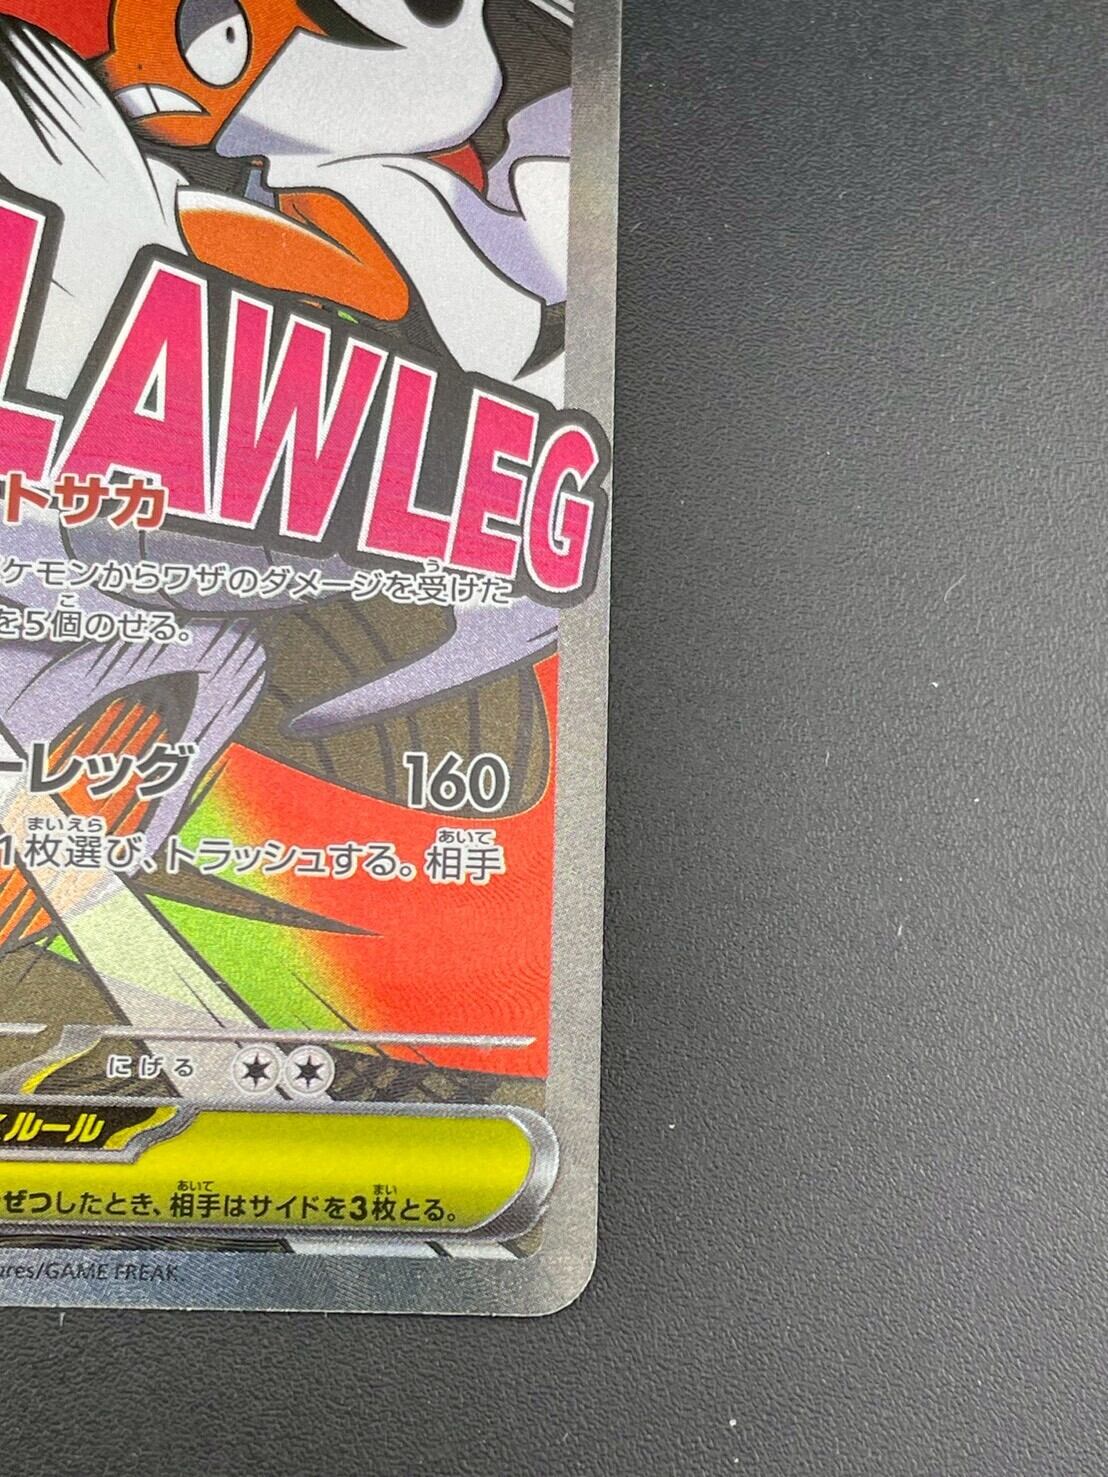 LAWLEG
トサカ
ケモンからワザのダメージを受けた
を5個のせる。
ーレッグ 160
1枚選び、トラッシュする。相手
にげる
ルール
ぜつしたとき、相手はサイドを3枚とる。
ures/GAME FREAK.